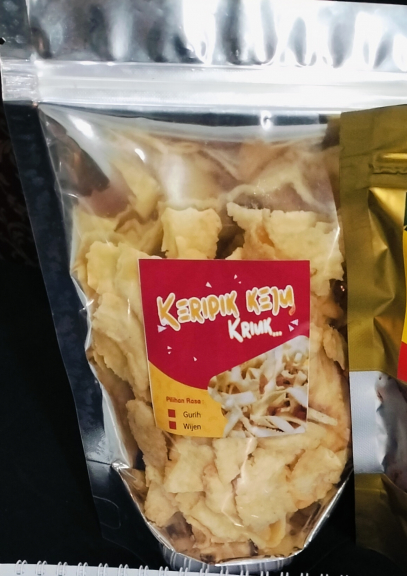 KERIPIK KEJU
KRIUK...
Pilihan Rasa :
Gurih
Wijen